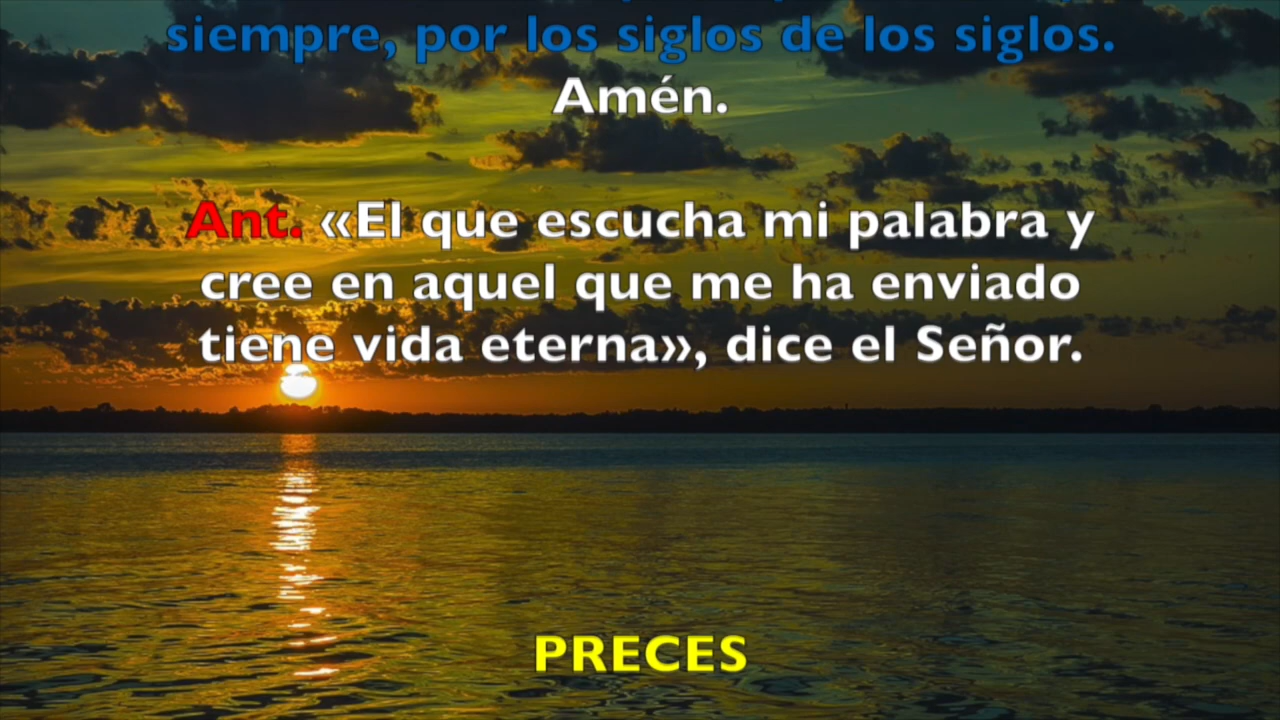 siempre, por los siglos de los siglos.
Amén.
Ant. «El que escucha mi palabra y
cree en aquel que me ha enviado
tiene vida eterna», dice el Señor.
PRECES